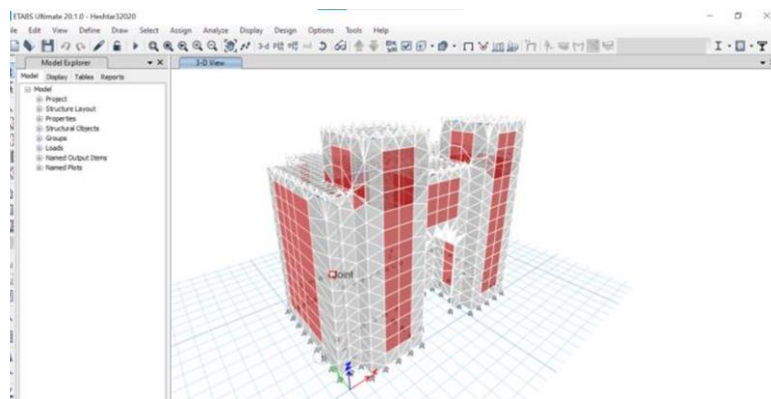 ETABS Ultimate 20.1.0 - Heshtar32020
le Edit View Define Draw Select Assign Analyze Display Design Options Tools Help
Model Explorer
3-D View
Model Display Tables Reports
Model
Project
Structure Layout
Properties
Structural Objects
Groups
Loads
Named Output Items
Named Plots
Joint